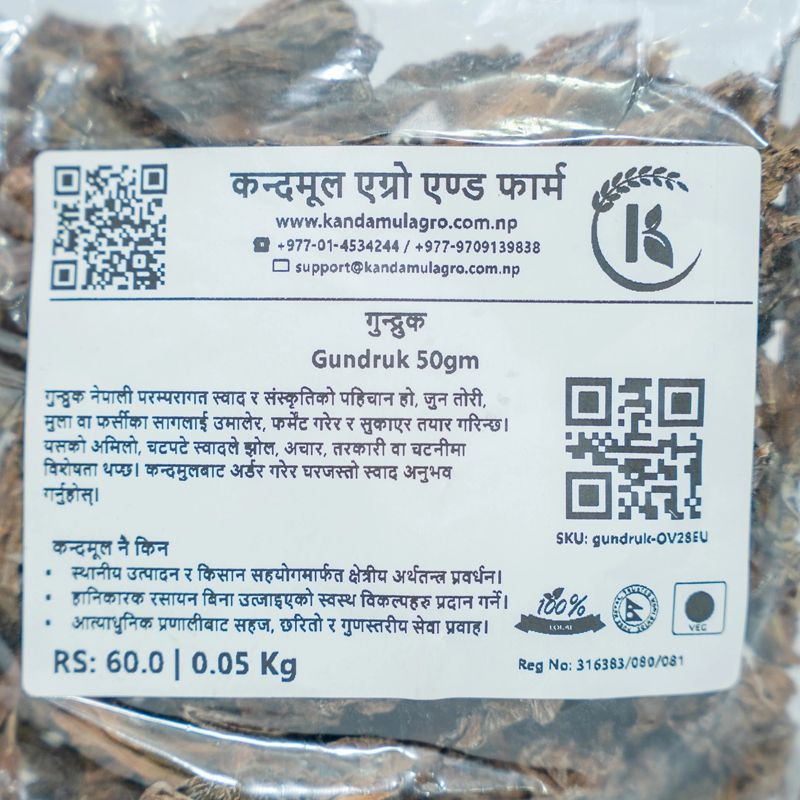 कन्दमूल एग्रो एण्ड फार्म
www.kandamulagro.com.np
+977-01-4534244 / +977-9709139838
support@kandamulagro.com.np
K
गुन्द्रुक
Gundruk 50gm
गुन्द्रुक नेपाली परम्परागत स्वाद र संस्कृतिको पहिचान हो, जुन तोरी,
मुला वा फर्सीका सागलाई उमालेर, फर्मेट गरेर र सुकाएर तयार गरिन्छ।
यसको अमिलो, चटपटे स्वादले झोल, अचार, तरकारी वा चटनीमा
विशेषता थप्छ। कन्दमुलबाट अर्डर गरेर घरजस्तो स्वाद अनुभव
गर्नुहोस्।
SKU: gundruk-OV28EU
कन्दमूल नै किन
• स्थानीय उत्पादन र किसान सहयोगमार्फत क्षेत्रीय अर्थतन्त्र प्रवर्धन।
• हानिकारक रसायन बिना उत्जाइएको स्वस्थ विकल्पहरु प्रदान गर्ने।
• आत्याधुनिक प्रणालीबाट सहज, छरितो र गुणस्तरीय सेवा प्रवाह।
100%
LOCAL
VEG
RS: 60.0 | 0.05 Kg
Reg No: 316383/080/081